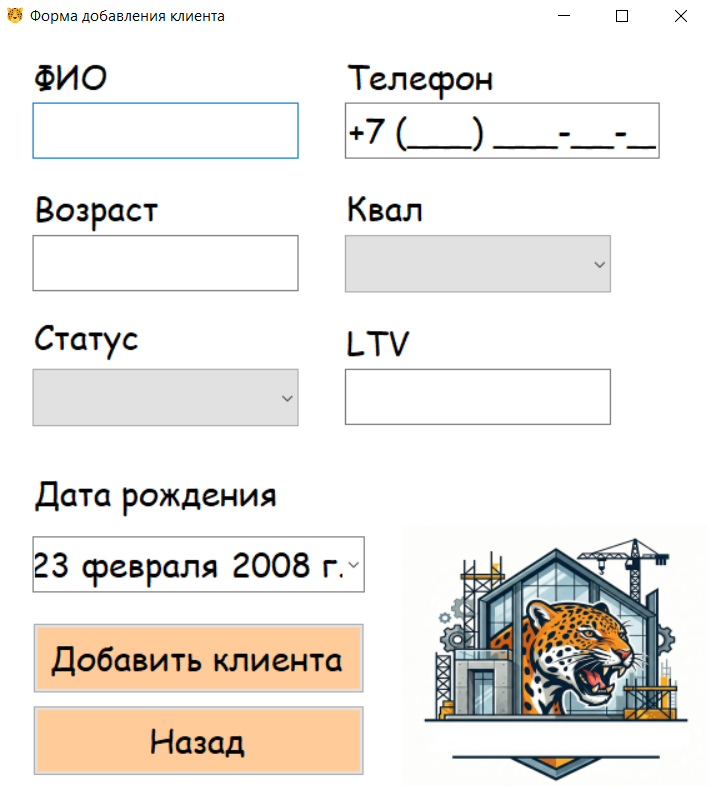 Форма добавления клиента
ФИО
Телефон
+7 (___) ___-__-__
Возраст
Квал
Статус
LTV
Дата рождения
23 февраля 2008 г.
Добавить клиента
Назад